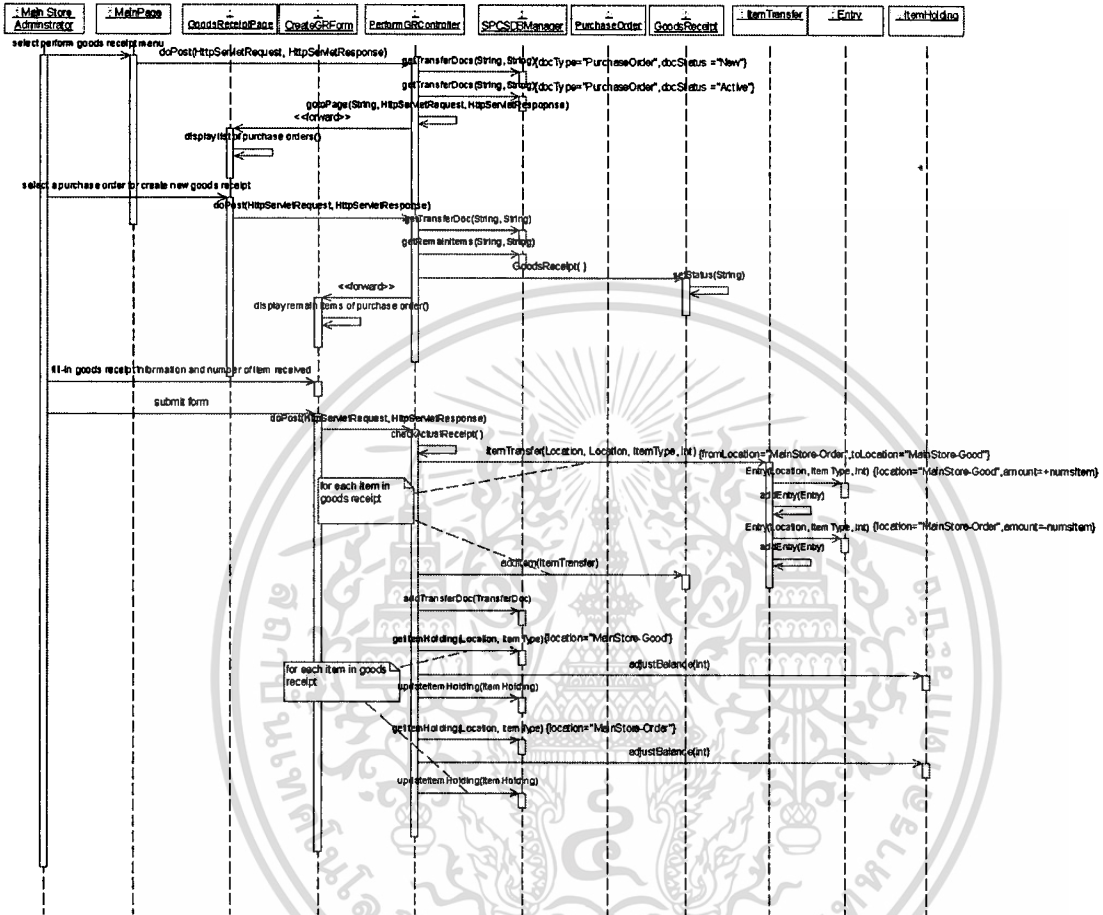 : Main Store Adminstrator
: MainPage
: GoodsReceiptPage
: CreateGRForm
: PerformGRController
: SPCSDBManager
: PurchaseOrder
: GoodsReceipt
: ItemTransfer
: Entry
: ItemHolding
select perform goods receipt menu
doPost(HttpServletRequest, HttpServletResponse)
getTransferDocs(String, String){docType="PurchaseOrder",docStatus ="New"}
getTransferDocs(String, String){docType="PurchaseOrder",docStatus ="Active"}
gotoPage(String, HttpServletRequest, HttpServletRespopnse)
<<forward>>
display list of purchase orders()
select a purchase order for create new goods receipt
doPost(HttpServletRequest, HttpServletResponse)
getTransferDoc(String, String)
getRemainItems(String, String)
GoodsReceipt( )
setStatus(String)
<<forward>>
display remain items of purchase order()
fill-in goods receipt information and number of item received
submit form
doPost(HttpServletRequest, HttpServletResponse)
checkActualReceipt( )
ItemTransfer(Location, Location, ItemType, int) {fromLocation="MainStore-Order",toLocation="MainStore-Good"}
for each item in goods receipt
Entry(Location, Item Type, int) {location="MainStore-Good",amount=+numsItem}
addEntry(Entry)
Entry(Location, Item Type, int) {location="MainStore-Order",amount=-numsItem}
addEntry(Entry)
addItem(ItemTransfer)
addTransferDoc(TransferDoc)
getItemHolding(Location, Item Type){location="MainStore-Good"}
for each item in goods receipt
adjustBalance(int)
updateItem Holding(Item Holding)
getItemHolding(Location, Item Type) {location="MainStore-Order"}
adjustBalance(int)
updateItem Holding(Item Holding)